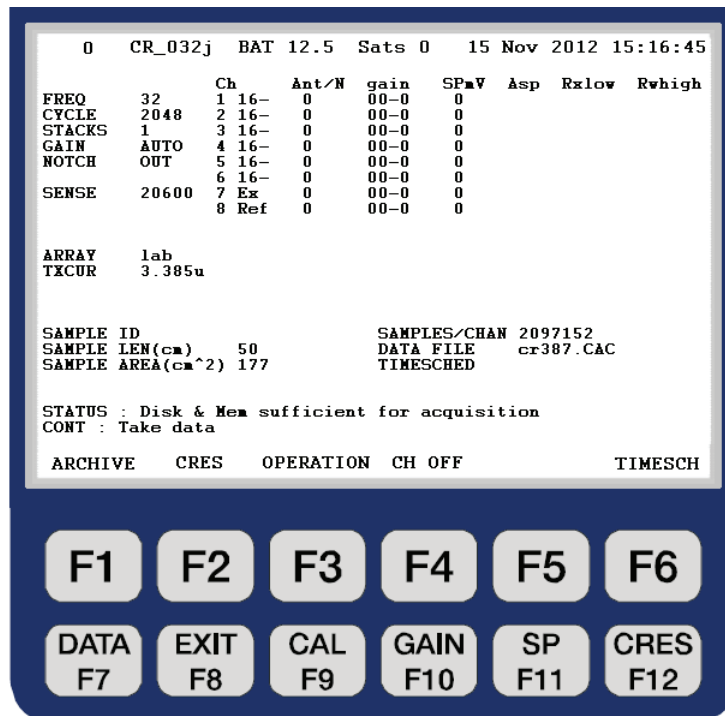 0 CR_032j BAT 12.5 Sats 0 15 Nov 2012 15:16:45
Ch Ant/N gain SPmV Asp Rxlow Rwhigh
FREQ 32 1 16- 0 00-0 0
CYCLE 2048 2 16- 0 00-0 0
STACKS 1 3 16- 0 00-0 0
GAIN AUTO 4 16- 0 00-0 0
NOTCH OUT 5 16- 0 00-0 0
6 16- 0 00-0 0
SENSE 20600 7 Ex 0 00-0 0
8 Ref 0 00-0 0
ARRAY lab
TXCUR 3.385u
SAMPLE ID SAMPLES/CHAN 2097152
SAMPLE LEN(cm) 50 DATA FILE cr387.CAC
SAMPLE AREA(cm^2) 177 TIMESCHED
STATUS : Disk & Mem sufficient for acquisition
CONT : Take data
ARCHIVE CRES OPERATION CH OFF TIMESCH
F1 F2 F3 F4 F5 F6
DATA EXIT CAL GAIN SP CRES
F7 F8 F9 F10 F11 F12